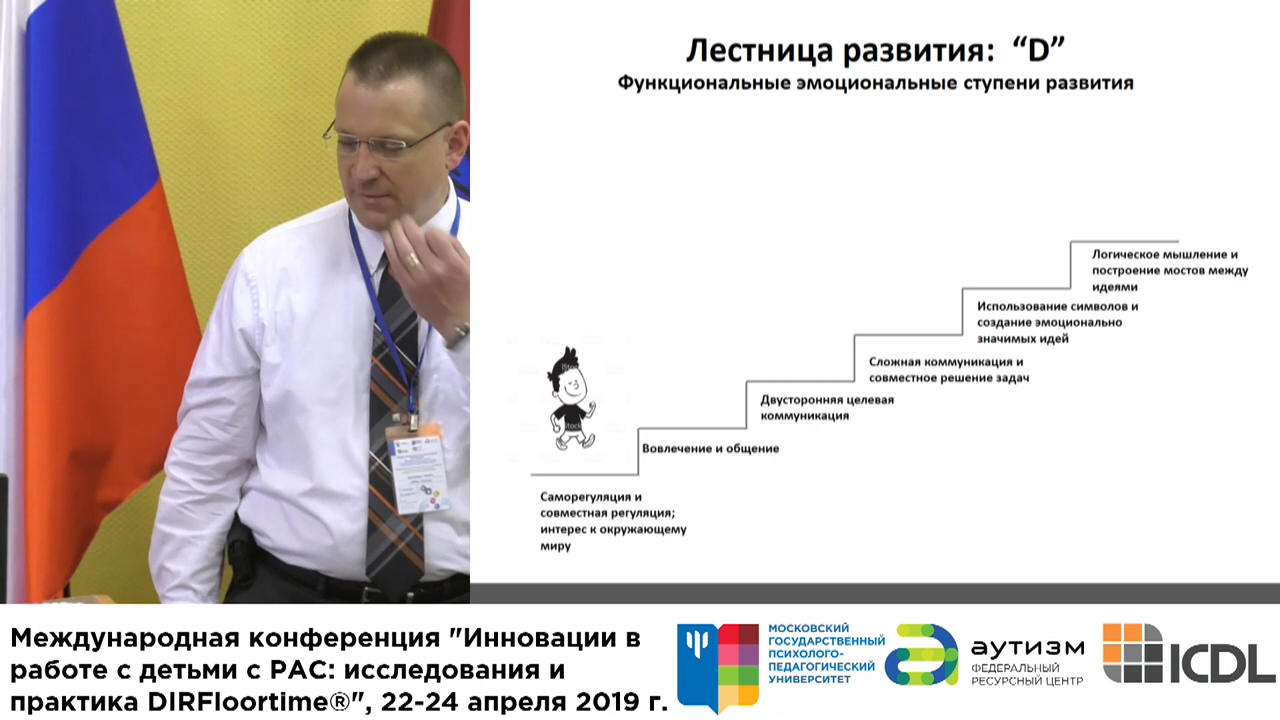 Лестница развития: “D”
Функциональные эмоциональные ступени развития
Логическое мышление и
построение мостов между
идеями
Использование символов и
создание эмоционально
значимых идей
Сложная коммуникация и
совместное решение задач
Двусторонняя целевая
коммуникация
Вовлечение и общение
Саморегуляция и
совместная регуляция;
интерес к окружающему
миру
Международная конференция "Инновации в
работе с детьми с РАС: исследования и
практика DIRFloortime®", 22-24 апреля 2019 г.
МОСКОВСКИЙ
ГОСУДАРСТВЕННЫЙ
ПСИХОЛОГО-
ПЕДАГОГИЧЕСКИЙ
УНИВЕРСИТЕТ
аутизм
ФЕДЕРАЛЬНЫЙ
РЕСУРСНЫЙ ЦЕНТР
ICDL